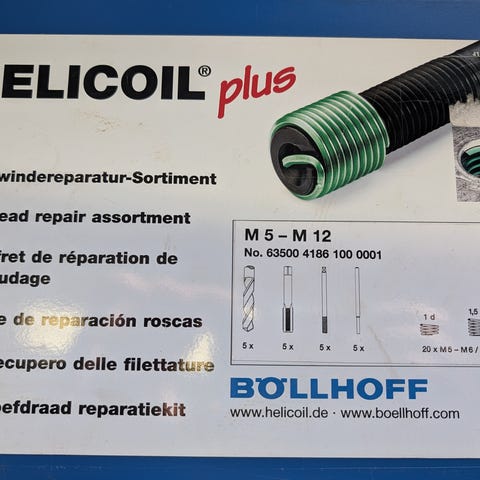 ELICOIL® plus
windereparatur-Sortiment
ead repair assortment
fret de réparation de
udage
e de reparación roscas
ecupero delle filettature
efdraad reparatiekit
M 5 – M 12
No. 63500 4186 100 0001
5 x 5 x 5 x 5 x
1 d 1,5
20 x M 5 – M 6 /
BÖLLHOFF
www.helicoil.de · www.boellhoff.com